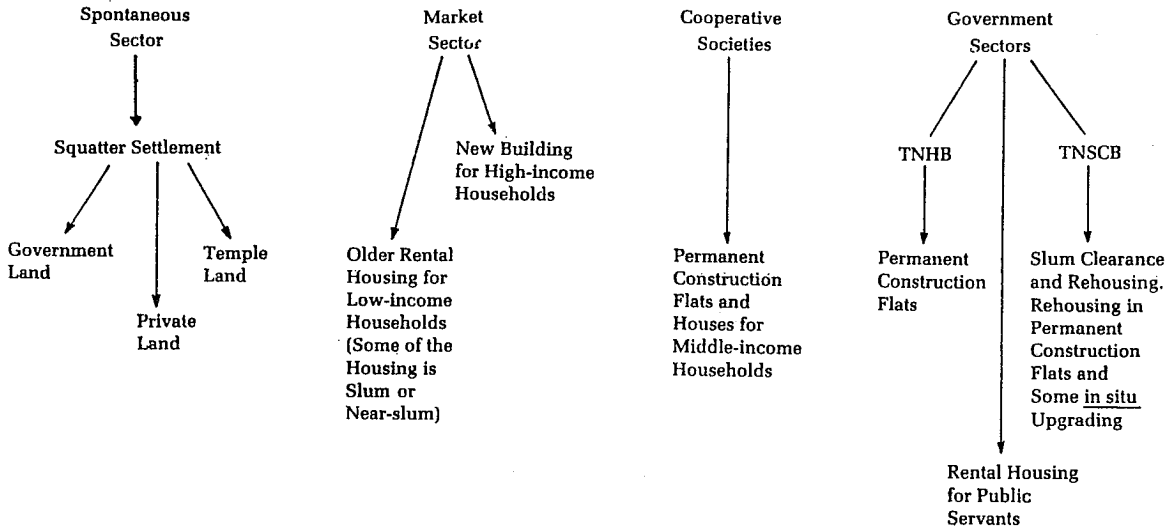 Spontaneous
Sector
Squatter Settlement
Government
Land
Private
Land
Temple
Land
Market
Sector
Older Rental
Housing for
Low-income
Households
(Some of the
Housing is
Slum or
Near-slum)
New Building
for High-income
Households
Cooperative
Societies
Permanent
Construction
Flats and
Houses for
Middle-income
Households
Government
Sectors
TNHB
Permanent
Construction
Flats
Rental Housing
for Public
Servants
TNSCB
Slum Clearance
and Rehousing.
Rehousing in
Permanent
Construction
Flats and
Some in situ
Upgrading